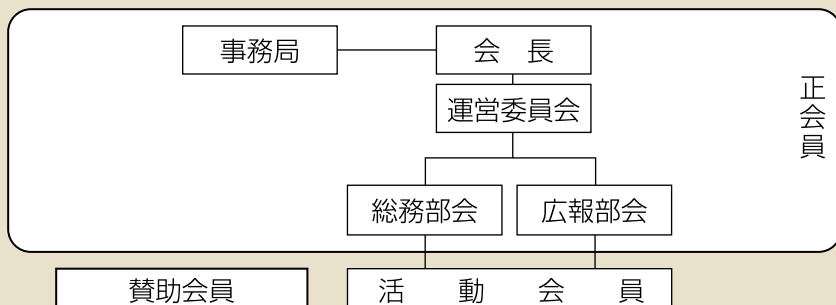 事務局
会 長
運営委員会
正会員
総務部会
広報部会
賛助会員
活 動 会 員